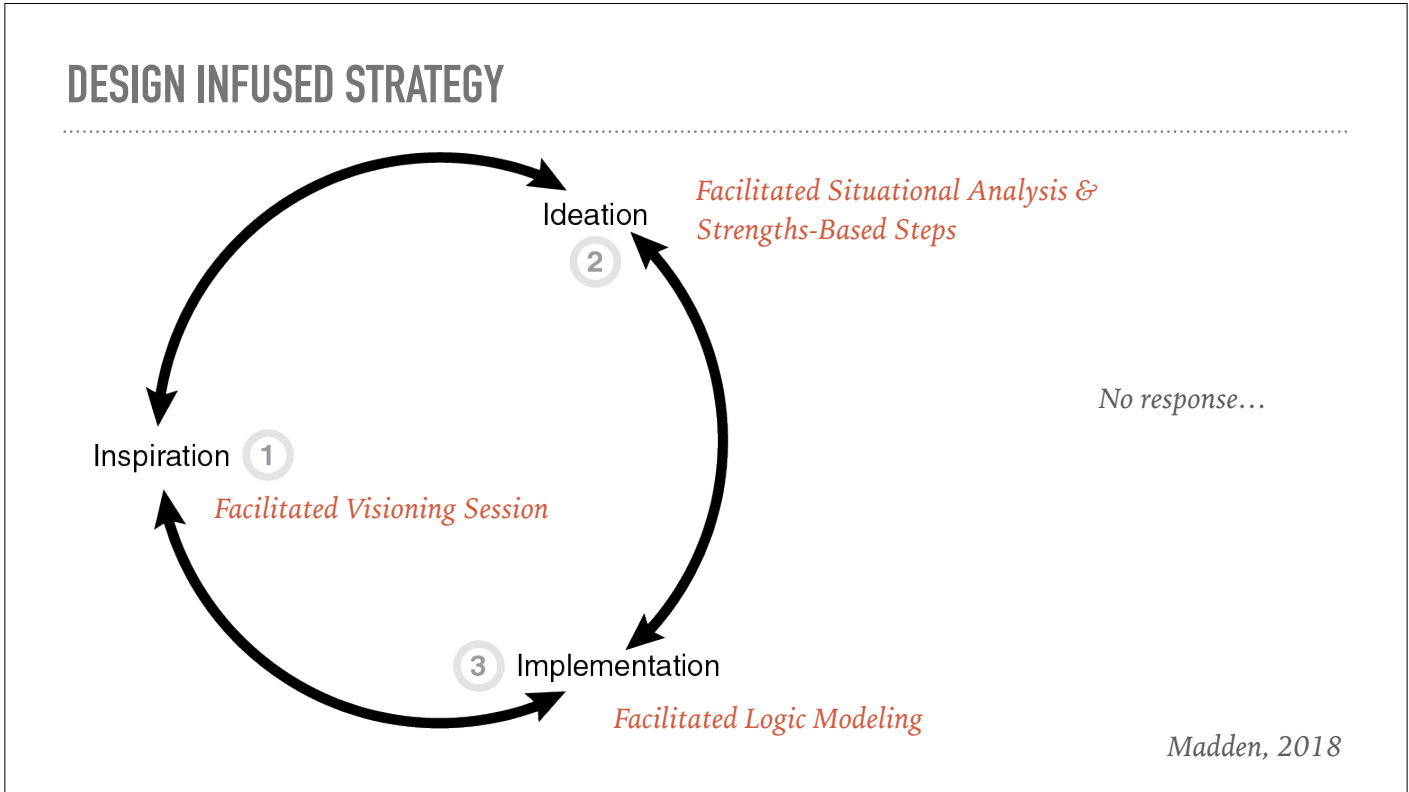 DESIGN INFUSED STRATEGY
Ideation
2
Facilitated Situational Analysis &
Strengths-Based Steps
No response…
Inspiration
1
Facilitated Visioning Session
3
Implementation
Facilitated Logic Modeling
Madden, 2018